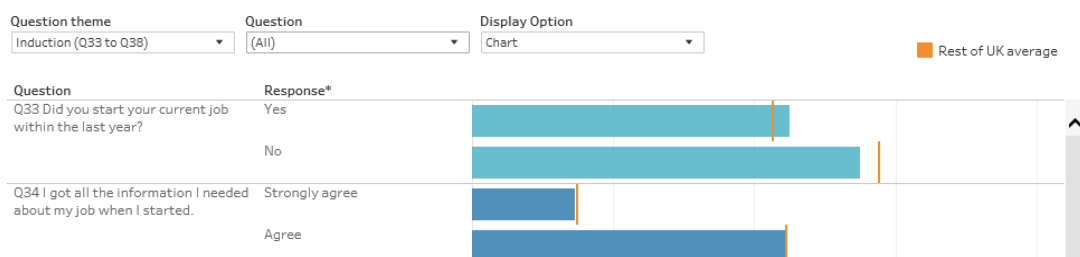 Question theme
Question
Display Option
Induction (Q33 to Q38)
(All)
Chart
Rest of UK average
Question
Response*
Q33 Did you start your current job
within the last year?
Yes
No
Q34 I got all the information I needed
about my job when I started.
Strongly agree
Agree